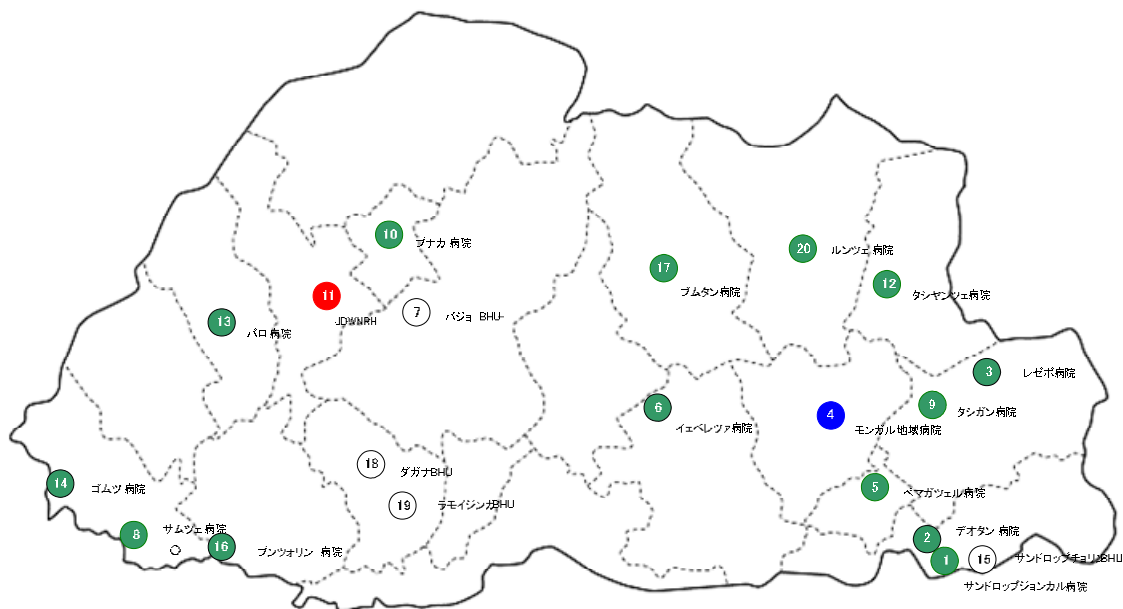 10 プナカ 病院
20 ルンツェ 病院
17 ブムタン病院
12 タシヤンツェ病院
11 JDWNRH
7 バジョ BHU
13 パロ 病院
3 レゼポ病院
6 イェベレツァ病院
9 タシガン病院
4 モンガル地域病院
18 ダガナBHU
14 ゴムツ 病院
5 ペマガツェル病院
19 ラモイジンカBHU
8 サムツェ 病院
16 プンツォリン 病院
2 デオタン 病院
15 サンドロップチョリンBHU
1 サンドロップジョンカル病院